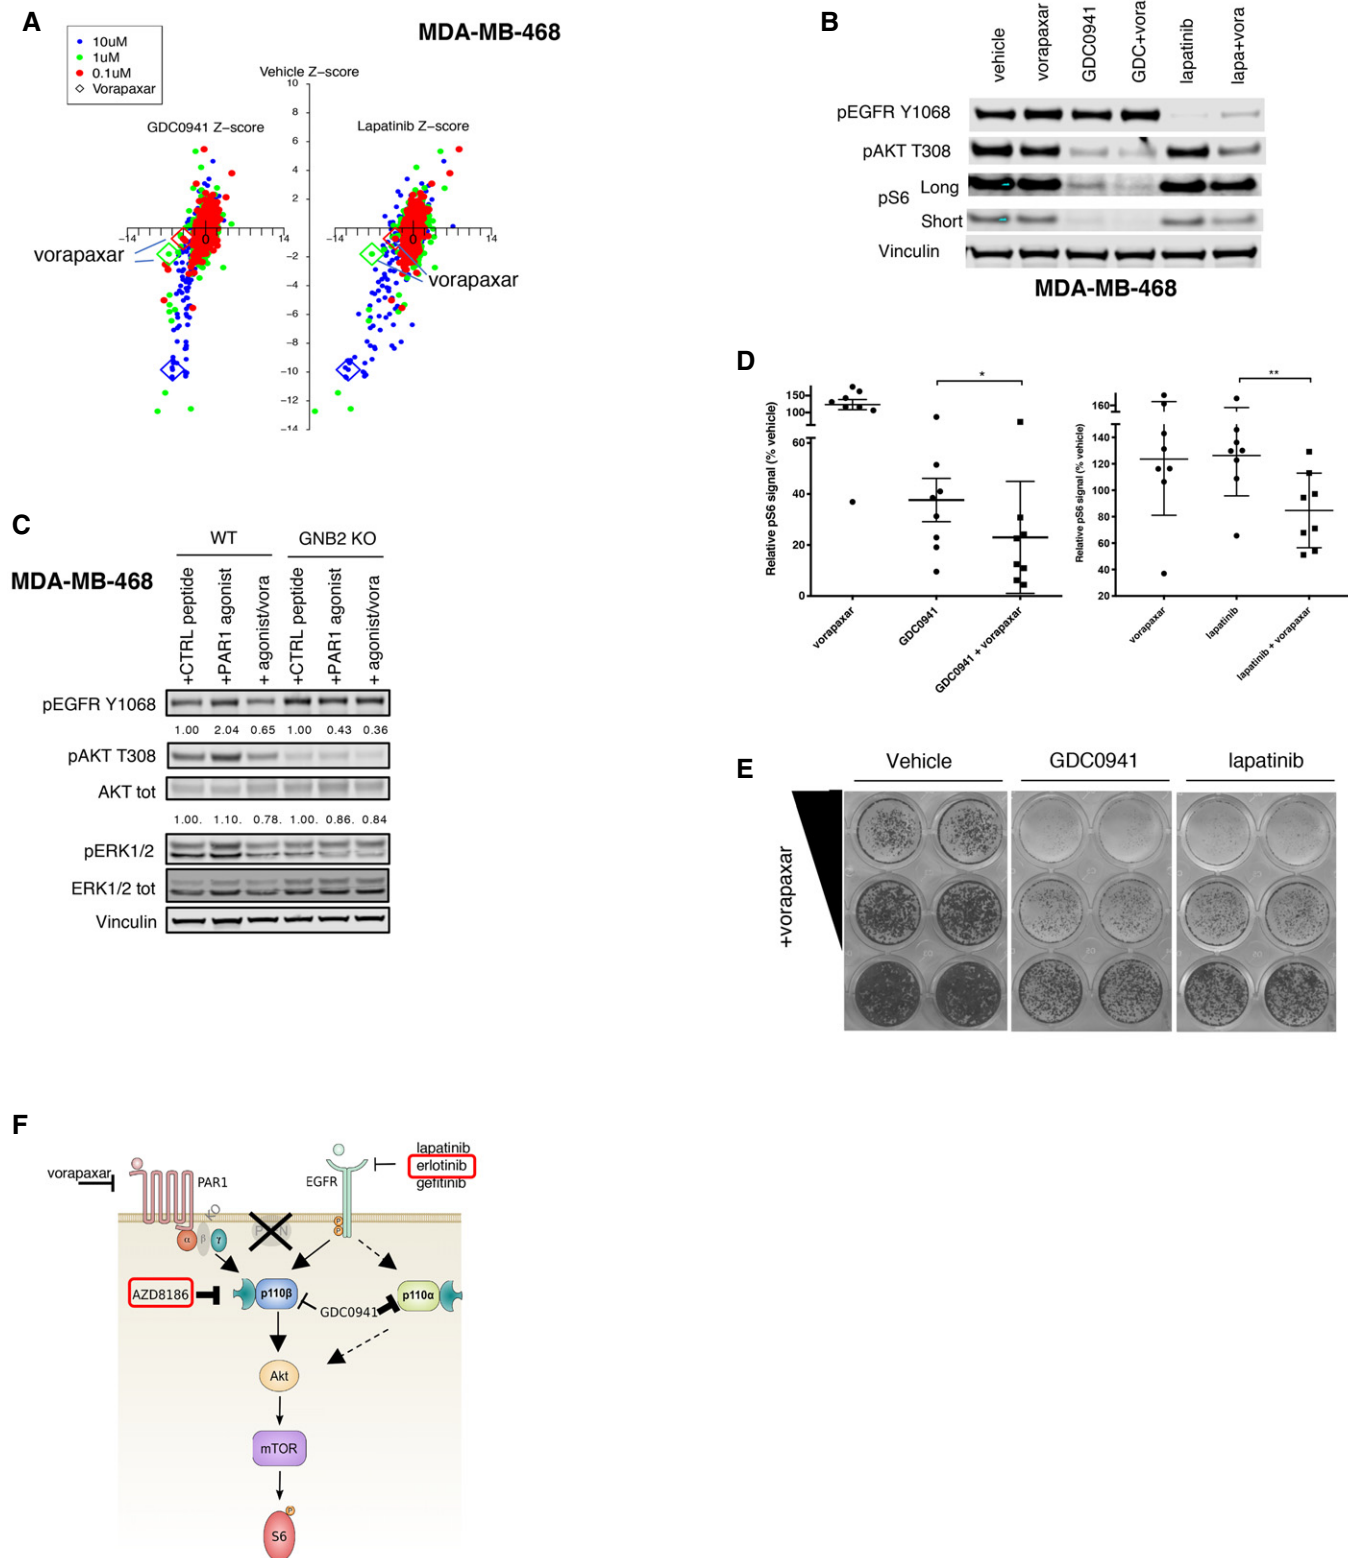 A
MDA-MB-468
10uM
1uM
0.1uM
Vorapaxar
Vehicle Z-score
GDC0941 Z-score
Lapatinib Z-score
10
8
6
4
2
-14
0
14
-14
0
14
-2
-4
-6
-8
-10
-12
-14
vorapaxar
vorapaxar
B
vehicle
vorapaxar
GDC0941
GDC+vora
lapatinib
lapa+vora
pEGFR Y1068
pAKT T308
pS6
Long
Short
Vinculin
MDA-MB-468
C
MDA-MB-468
WT
GNB2 KO
+CTRL peptide
+PAR1 agonist
+ agonist/vora
+CTRL peptide
+PAR1 agonist
+ agonist/vora
pEGFR Y1068
1.00 2.04 0.65 1.00 0.43 0.36
pAKT T308
AKT tot
1.00. 1.10. 0.78. 1.00. 0.86. 0.84
pERK1/2
ERK1/2 tot
Vinculin
D
Relative pS6 signal (% vehicle)
150
100
60
40
20
0
*
vorapaxar
GDC0941
GDC0941 + vorapaxar
Relative pS6 signal (% vehicle)
160
140
120
100
80
60
40
20
**
vorapaxar
lapatinib
lapatinib + vorapaxar
E
Vehicle
GDC0941
lapatinib
+vorapaxar
F
vorapaxar
PAR1
EGFR
lapatinib
erlotinib
gefitinib
KO
α
β
γ
P
P
AZD8186
p110β
GDC0941
p110α
Akt
mTOR
P
S6